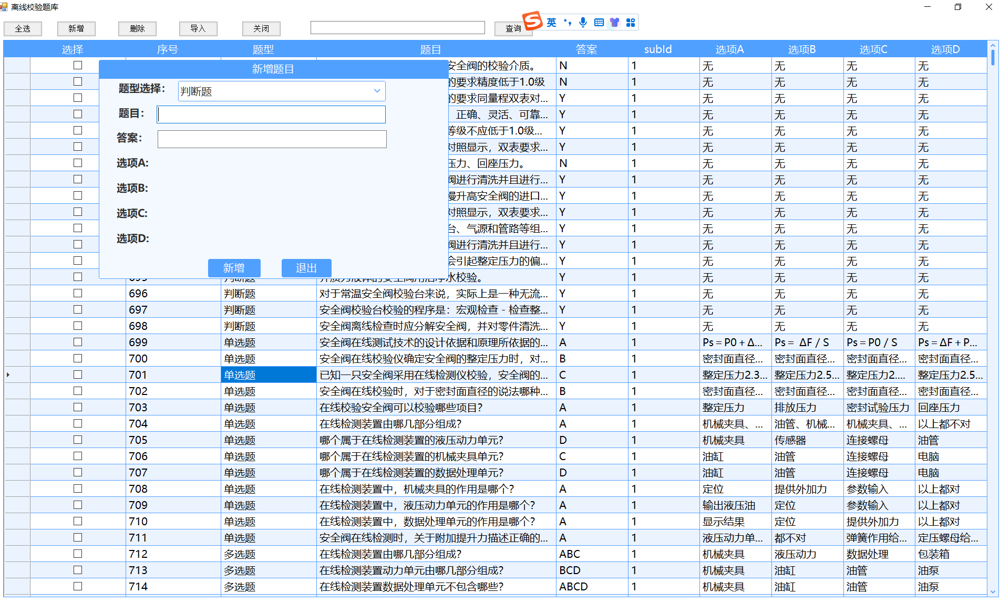 离线校验题库
全选 新增 删除 导入 关闭 查询 英
选择 序号 题型 题目 答案 subId 选项A 选项B 选项C 选项D
新增题目
题型选择： 判断题
题目：
答案：
选项A:
选项B:
选项C:
选项D:
新增 退出
安全阀的校验介质。 N 1 无 无 无 无
的要求精度低于1.0级 N 1 无 无 无 无
的要求同量程双表对... Y 1 无 无 无 无
正确、灵活、可靠... Y 1 无 无 无 无
等级不应低于1.0级... Y 1 无 无 无 无
对照显示，双表要求... Y 1 无 无 无 无
压力、回座压力。 N 1 无 无 无 无
阀进行清洗并且进行... Y 1 无 无 无 无
慢升高安全阀的进口... Y 1 无 无 无 无
对照显示，双表要求... Y 1 无 无 无 无
台、气源和管路等组... Y 1 无 无 无 无
阀进行清洗并且进行... Y 1 无 无 无 无
会引起整定压力的偏... Y 1 无 无 无 无
695 判断题 介质为液体的安全阀用洁净水校验。 Y 1 无 无 无 无
696 判断题 对于常温安全阀校验台来说，实际上是一种无流... Y 1 无 无 无 无
697 判断题 安全阀校验台校验的程序是：宏观检查 - 检查整... Y 1 无 无 无 无
698 判断题 安全阀离线检查时应分解安全阀，并对零件清洗... Y 1 无 无 无 无
699 单选题 安全阀在线测试技术的设计依据和原理所依据的... A 1 Ps = P0 + Δ... Ps = ΔF / S Ps = P0 / S Ps = ΔF + P...
700 单选题 安全阀在线校验仪确定安全阀的整定压力时，对... B 1 密封面直径... 密封面直径... 密封面直径... 密封面直径...
701 单选题 已知一只安全阀采用在线检测仪校验，安全阀的... C 1 整定压力2.3... 整定压力2.5... 整定压力2.... 整定压力2.5...
702 单选题 安全阀在线校验时，对于密封面直径的说法哪种... B 1 密封面直径... 密封面直径... 密封面直径... 密封面直径...
703 单选题 在线校验安全阀可以校验哪些项目？ A 1 整定压力 排放压力 密封试验压力 回座压力
704 单选题 在线检测装置由哪几部分组成？ A 1 机械夹具、... 油管、机械... 机械夹具、... 以上都不对
705 单选题 哪个属于在线检测装置的液压动力单元？ D 1 机械夹具 传感器 连接螺母 油管
706 单选题 哪个属于在线检测装置的机械夹具单元？ C 1 油缸 油管 连接螺母 电脑
707 单选题 哪个属于在线检测装置的数据处理单元？ D 1 油缸 油管 连接螺母 电脑
708 单选题 在线检测装置中，机械夹具的作用是哪个？ A 1 定位 提供外加力 参数输入 以上都对
709 单选题 在线检测装置中，液压动力单元的作用是哪个？ A 1 输出液压油 定位 参数输入 以上都对
710 单选题 在线检测装置中，数据处理单元的作用是哪个？ A 1 显示结果 定位 提供外加力 以上都对
711 单选题 安全阀在线检测时，关于附加提升力描述正确的... A 1 液压动力单... 都不对 弹簧作用给... 定压螺母给...
712 多选题 在线检测装置由哪几部分组成？ ABC 1 机械夹具 液压动力 数据处理 包装箱
713 多选题 在线检测装置动力单元由哪几部分组成？ BCD 1 机械夹具 油缸 油管 油泵
714 多选题 在线检测装置数据处理单元不包含哪些？ ABCD 1 机械夹具 油缸 油管 油泵